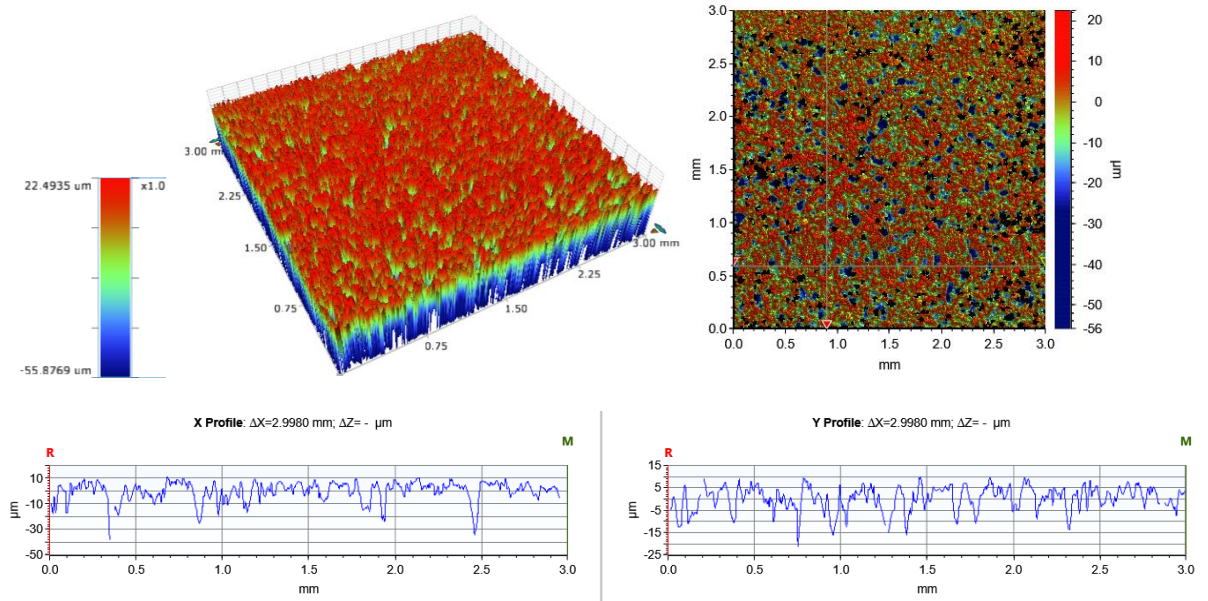 22.4935 um
x1.0
-55.8769 um
3.00 mm
2.25
1.50
0.75
0.75
1.50
2.25
3.00 mm
3.0
2.5
2.0
1.5
1.0
0.5
0.0
mm
0.0 0.5 1.0 1.5 2.0 2.5 3.0
mm
20
10
0
-10
-20
-30
-40
-50
-56
µm
X Profile: ΔX=2.9980 mm; ΔZ= - µm
R M
10
-10
-30
-50
µm
0.0 0.5 1.0 1.5 2.0 2.5 3.0
mm
Y Profile: ΔX=2.9980 mm; ΔZ= - µm
R M
15
5
-5
-15
-25
µm
0.0 0.5 1.0 1.5 2.0 2.5 3.0
mm